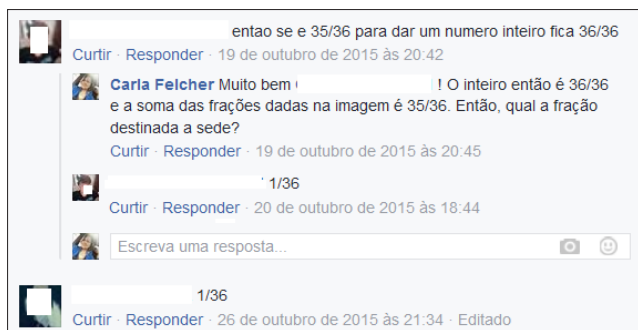 entao se e 35/36 para dar um numero inteiro fica 36/36
Curtir · Responder · 19 de outubro de 2015 às 20:42
Carla Felcher Muito bem ! O inteiro então é 36/36
e a soma das frações dadas na imagem é 35/36. Então, qual a fração
destinada a sede?
Curtir · Responder · 19 de outubro de 2015 às 20:45
1/36
Curtir · Responder · 20 de outubro de 2015 às 18:44
Escreva uma resposta...
1/36
Curtir · Responder · 26 de outubro de 2015 às 21:34 · Editado